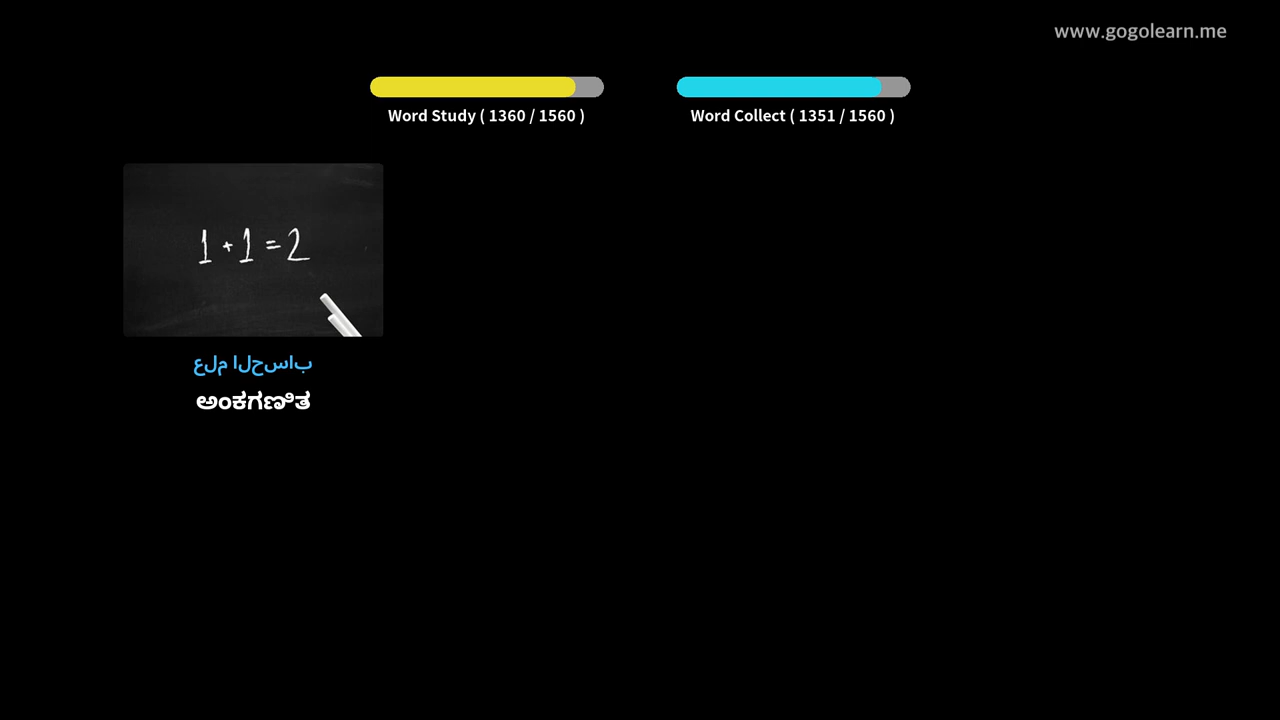 www.gogolearn.me
Word Study ( 1360 / 1560 )
Word Collect ( 1351 / 1560 )
1 + 1 = 2
علم الحساب
ಅಂಕಗಣಿತ